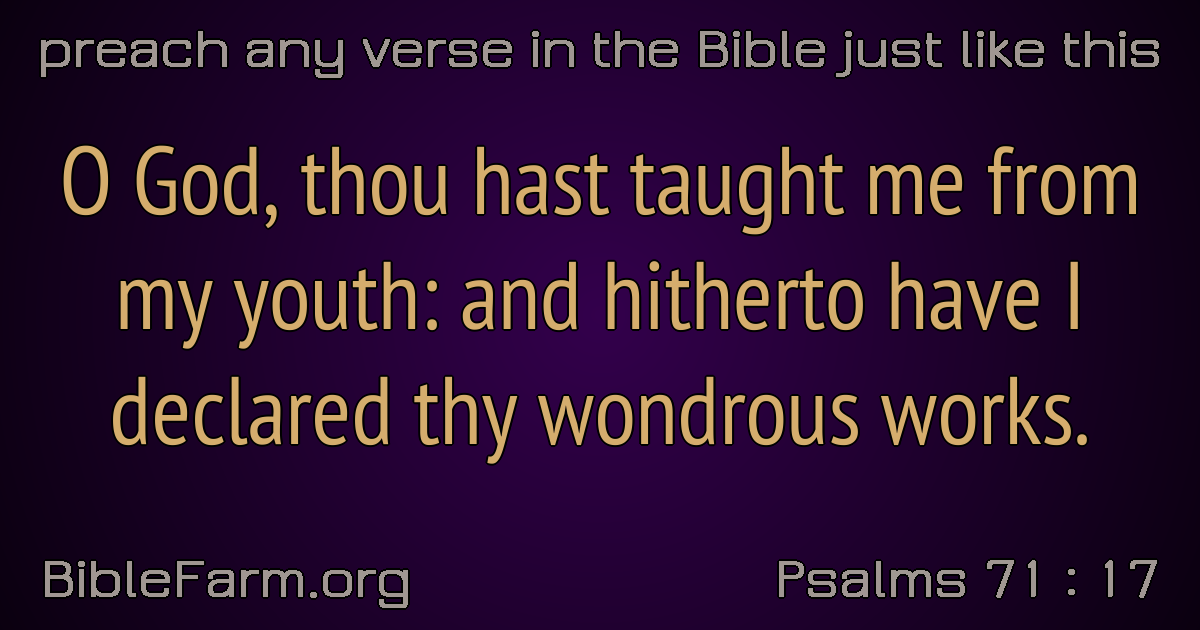 preach any verse in the Bible just like this
O God, thou hast taught me from
my youth: and hitherto have I
declared thy wondrous works.
BibleFarm.org
Psalms 71 : 17